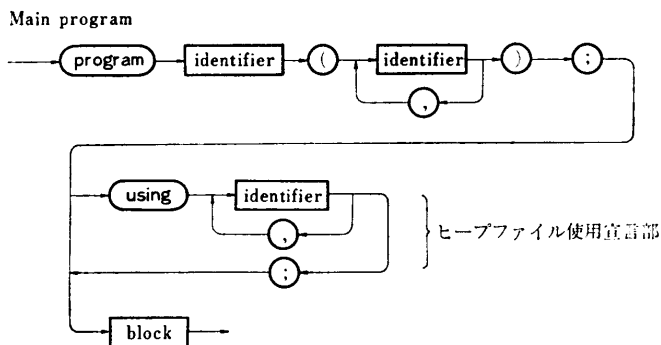 Main program
program identifier ( identifier ) ;
,
using identifier
,
ヒープファイル使用宣言部
;
block